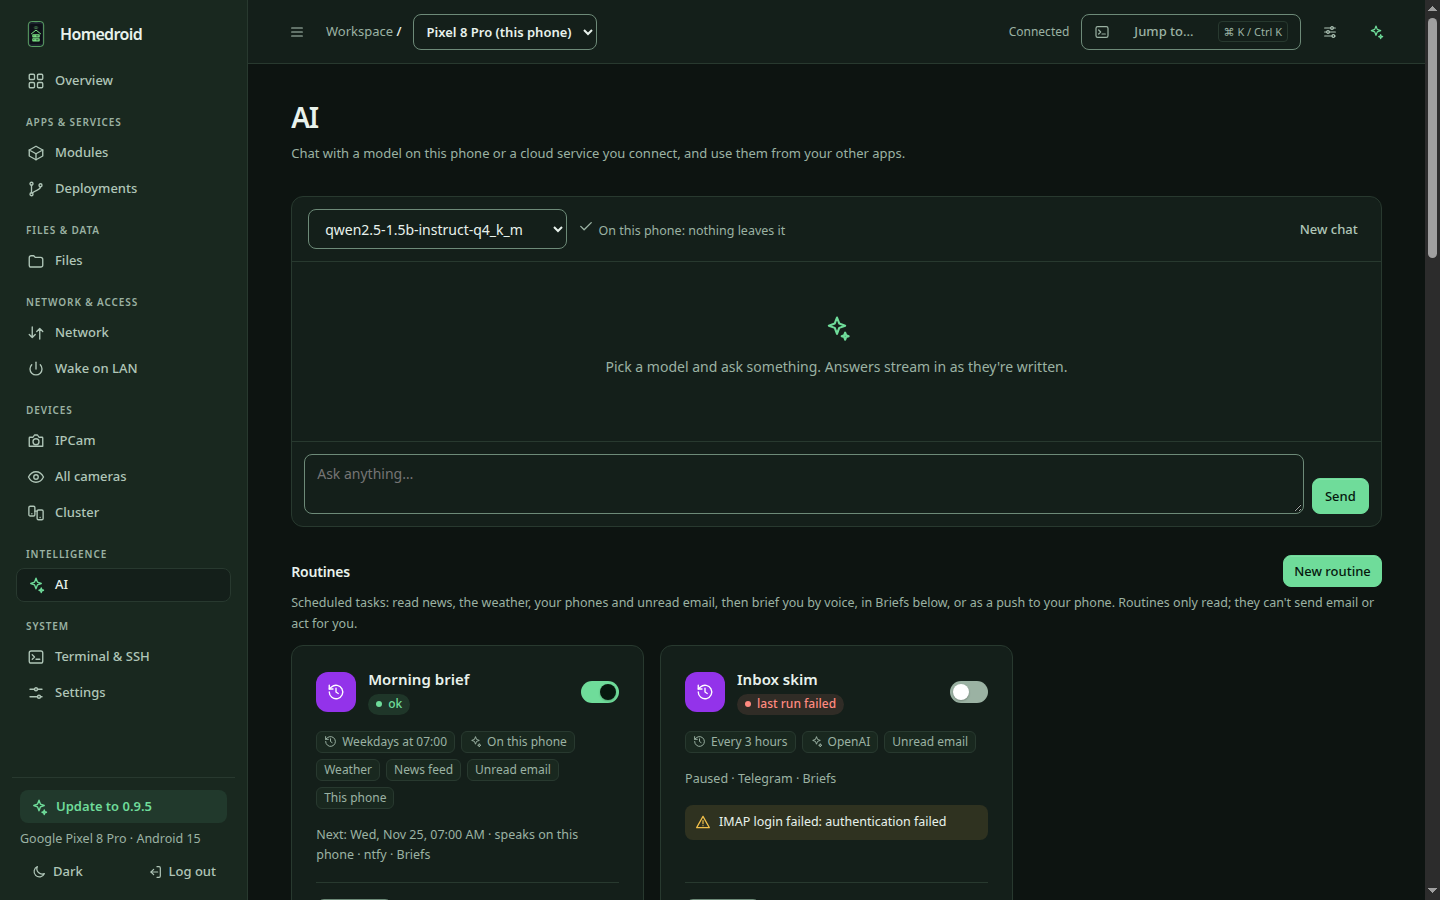 Homedroid
Overview
APPS & SERVICES
Modules
Deployments
FILES & DATA
Files
NETWORK & ACCESS
Network
Wake on LAN
DEVICES
IPCam
All cameras
Cluster
INTELLIGENCE
AI
SYSTEM
Terminal & SSH
Settings
Update to 0.9.5
Google Pixel 8 Pro · Android 15
Dark
Log out
Workspace /
Pixel 8 Pro (this phone)
Connected
Jump to...
⌘ K / Ctrl K
AI
Chat with a model on this phone or a cloud service you connect, and use them from your other apps.
qwen2.5-1.5b-instruct-q4_k_m
On this phone: nothing leaves it
New chat
Pick a model and ask something. Answers stream in as they're written.
Ask anything...
Send
Routines
New routine
Scheduled tasks: read news, the weather, your phones and unread email, then brief you by voice, in Briefs below, or as a push to your phone. Routines only read; they can't send email or
act for you.
Morning brief
ok
Weekdays at 07:00
On this phone
Weather
News feed
Unread email
This phone
Next: Wed, Nov 25, 07:00 AM · speaks on this
phone · ntfy · Briefs
Inbox skim
last run failed
Every 3 hours
OpenAI
Unread email
Paused · Telegram · Briefs
IMAP login failed: authentication failed